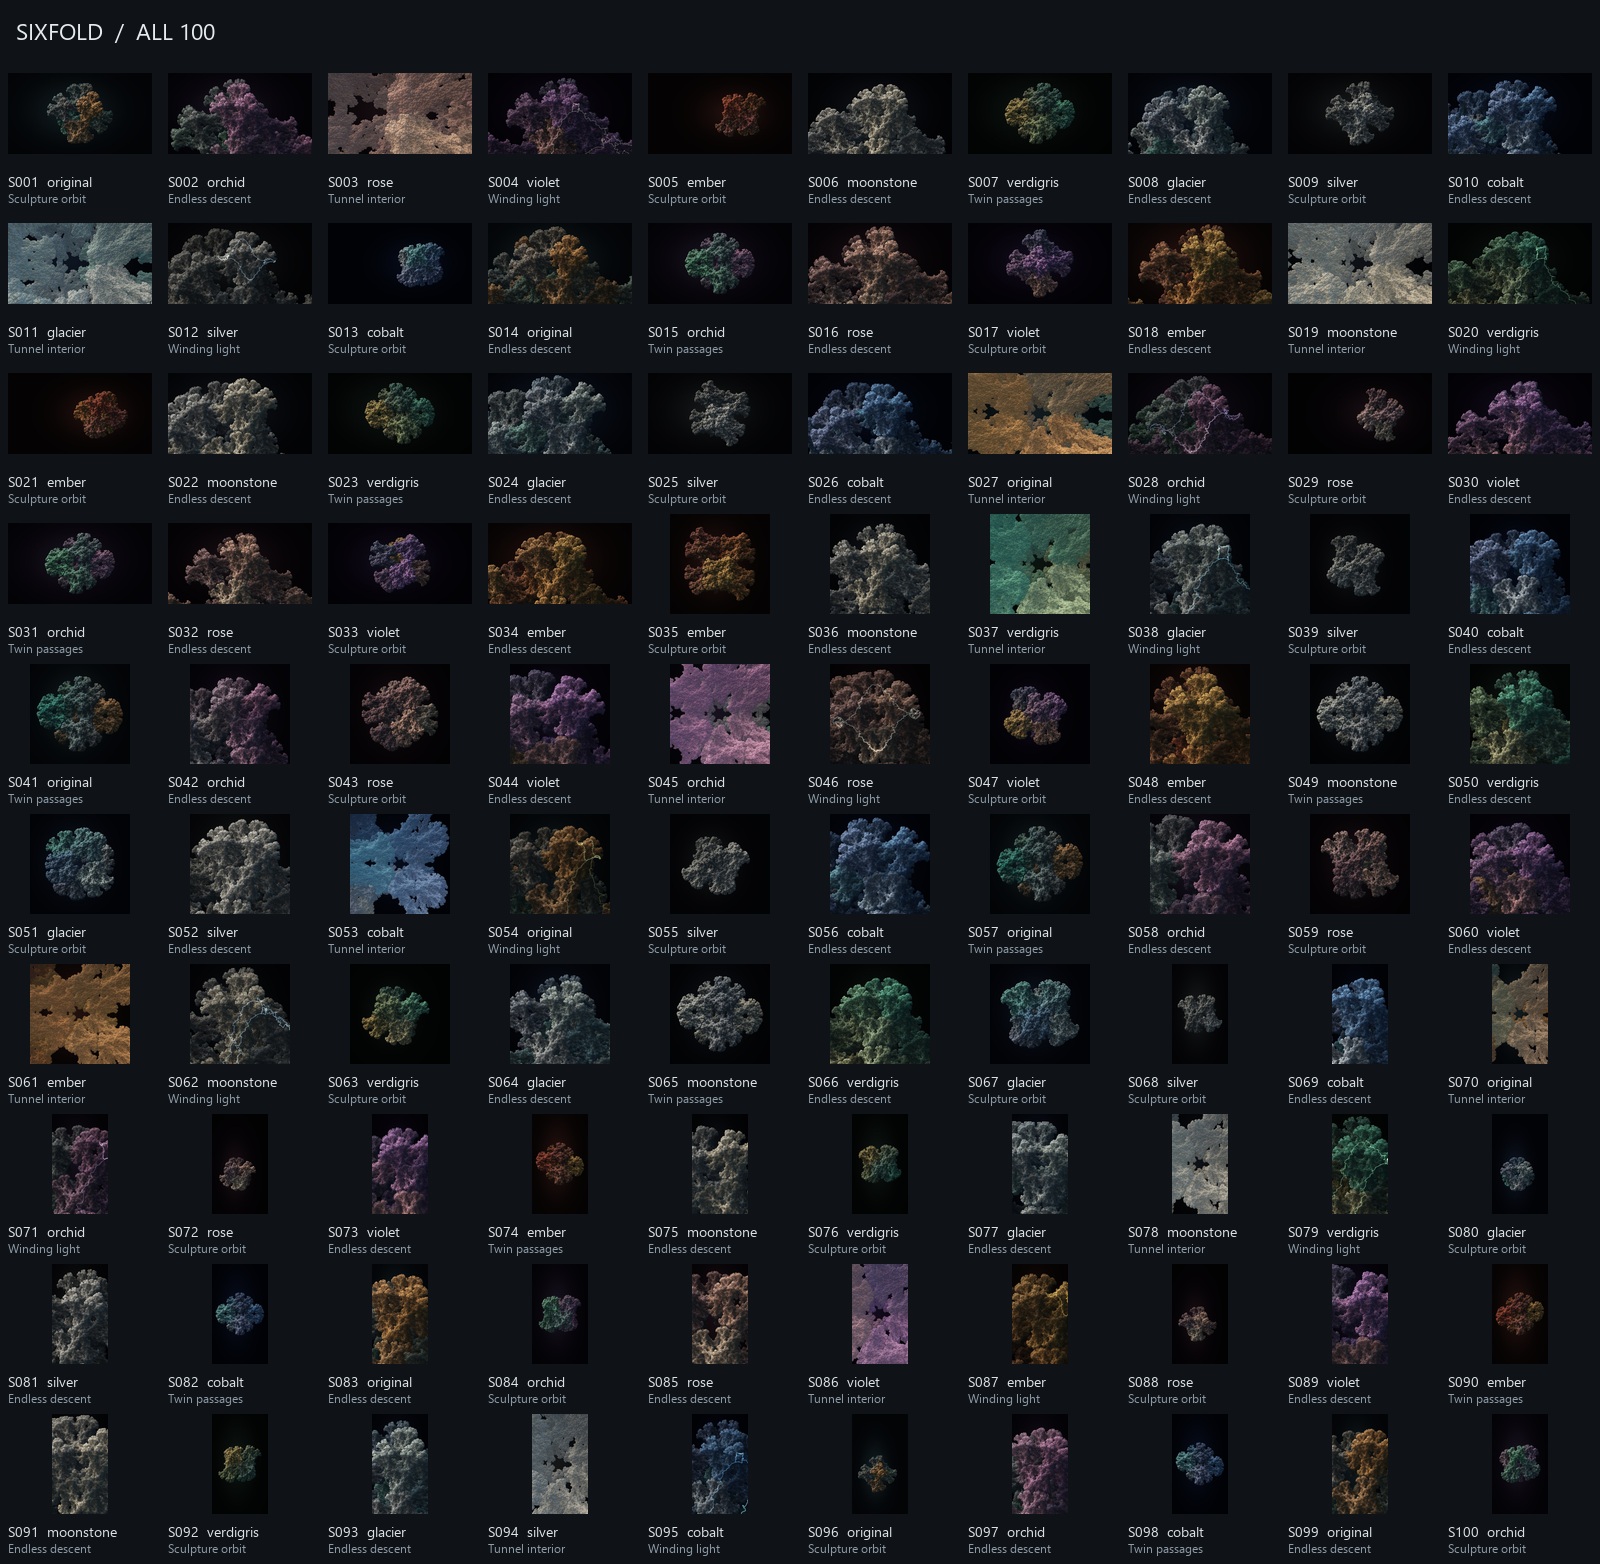 SIXFOLD / ALL 100
S001 original
Sculpture orbit
S002 orchid
Endless descent
S003 rose
Tunnel interior
S004 violet
Winding light
S005 ember
Sculpture orbit
S006 moonstone
Endless descent
S007 verdigris
Twin passages
S008 glacier
Endless descent
S009 silver
Sculpture orbit
S010 cobalt
Endless descent
S011 glacier
Tunnel interior
S012 silver
Winding light
S013 cobalt
Sculpture orbit
S014 original
Endless descent
S015 orchid
Twin passages
S016 rose
Endless descent
S017 violet
Sculpture orbit
S018 ember
Endless descent
S019 moonstone
Tunnel interior
S020 verdigris
Winding light
S021 ember
Sculpture orbit
S022 moonstone
Endless descent
S023 verdigris
Twin passages
S024 glacier
Endless descent
S025 silver
Sculpture orbit
S026 cobalt
Endless descent
S027 original
Tunnel interior
S028 orchid
Winding light
S029 rose
Sculpture orbit
S030 violet
Endless descent
S031 orchid
Twin passages
S032 rose
Endless descent
S033 violet
Sculpture orbit
S034 ember
Endless descent
S035 ember
Sculpture orbit
S036 moonstone
Endless descent
S037 verdigris
Tunnel interior
S038 glacier
Winding light
S039 silver
Sculpture orbit
S040 cobalt
Endless descent
S041 original
Twin passages
S042 orchid
Endless descent
S043 rose
Sculpture orbit
S044 violet
Endless descent
S045 orchid
Tunnel interior
S046 rose
Winding light
S047 violet
Sculpture orbit
S048 ember
Endless descent
S049 moonstone
Twin passages
S050 verdigris
Endless descent
S051 glacier
Sculpture orbit
S052 silver
Endless descent
S053 cobalt
Tunnel interior
S054 original
Winding light
S055 silver
Sculpture orbit
S056 cobalt
Endless descent
S057 original
Twin passages
S058 orchid
Endless descent
S059 rose
Sculpture orbit
S060 violet
Endless descent
S061 ember
Tunnel interior
S062 moonstone
Winding light
S063 verdigris
Sculpture orbit
S064 glacier
Endless descent
S065 moonstone
Twin passages
S066 verdigris
Endless descent
S067 glacier
Sculpture orbit
S068 silver
Sculpture orbit
S069 cobalt
Endless descent
S070 original
Tunnel interior
S071 orchid
Winding light
S072 rose
Sculpture orbit
S073 violet
Endless descent
S074 ember
Twin passages
S075 moonstone
Endless descent
S076 verdigris
Sculpture orbit
S077 glacier
Endless descent
S078 moonstone
Tunnel interior
S079 verdigris
Winding light
S080 glacier
Sculpture orbit
S081 silver
Endless descent
S082 cobalt
Twin passages
S083 original
Endless descent
S084 orchid
Sculpture orbit
S085 rose
Endless descent
S086 violet
Tunnel interior
S087 ember
Winding light
S088 rose
Sculpture orbit
S089 violet
Endless descent
S090 ember
Twin passages
S091 moonstone
Endless descent
S092 verdigris
Sculpture orbit
S093 glacier
Endless descent
S094 silver
Tunnel interior
S095 cobalt
Winding light
S096 original
Sculpture orbit
S097 orchid
Endless descent
S098 cobalt
Twin passages
S099 original
Endless descent
S100 orchid
Sculpture orbit